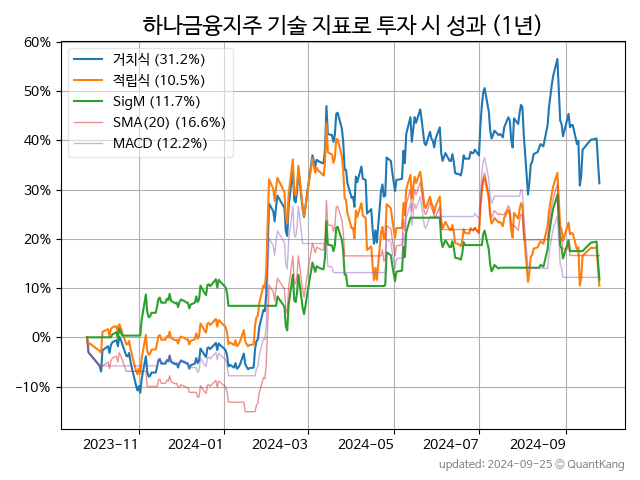 하나금융지주 기술 지표로 투자 시 성과 (1년)
60%
50%
40%
30%
20%
10%
0%
−10%
거치식 (31.2%)
적립식 (10.5%)
SigM (11.7%)
SMA(20) (16.6%)
MACD (12.2%)
2023-11
2024-01
2024-03
2024-05
2024-07
2024-09
updated: 2024-09-25 © QuantKang